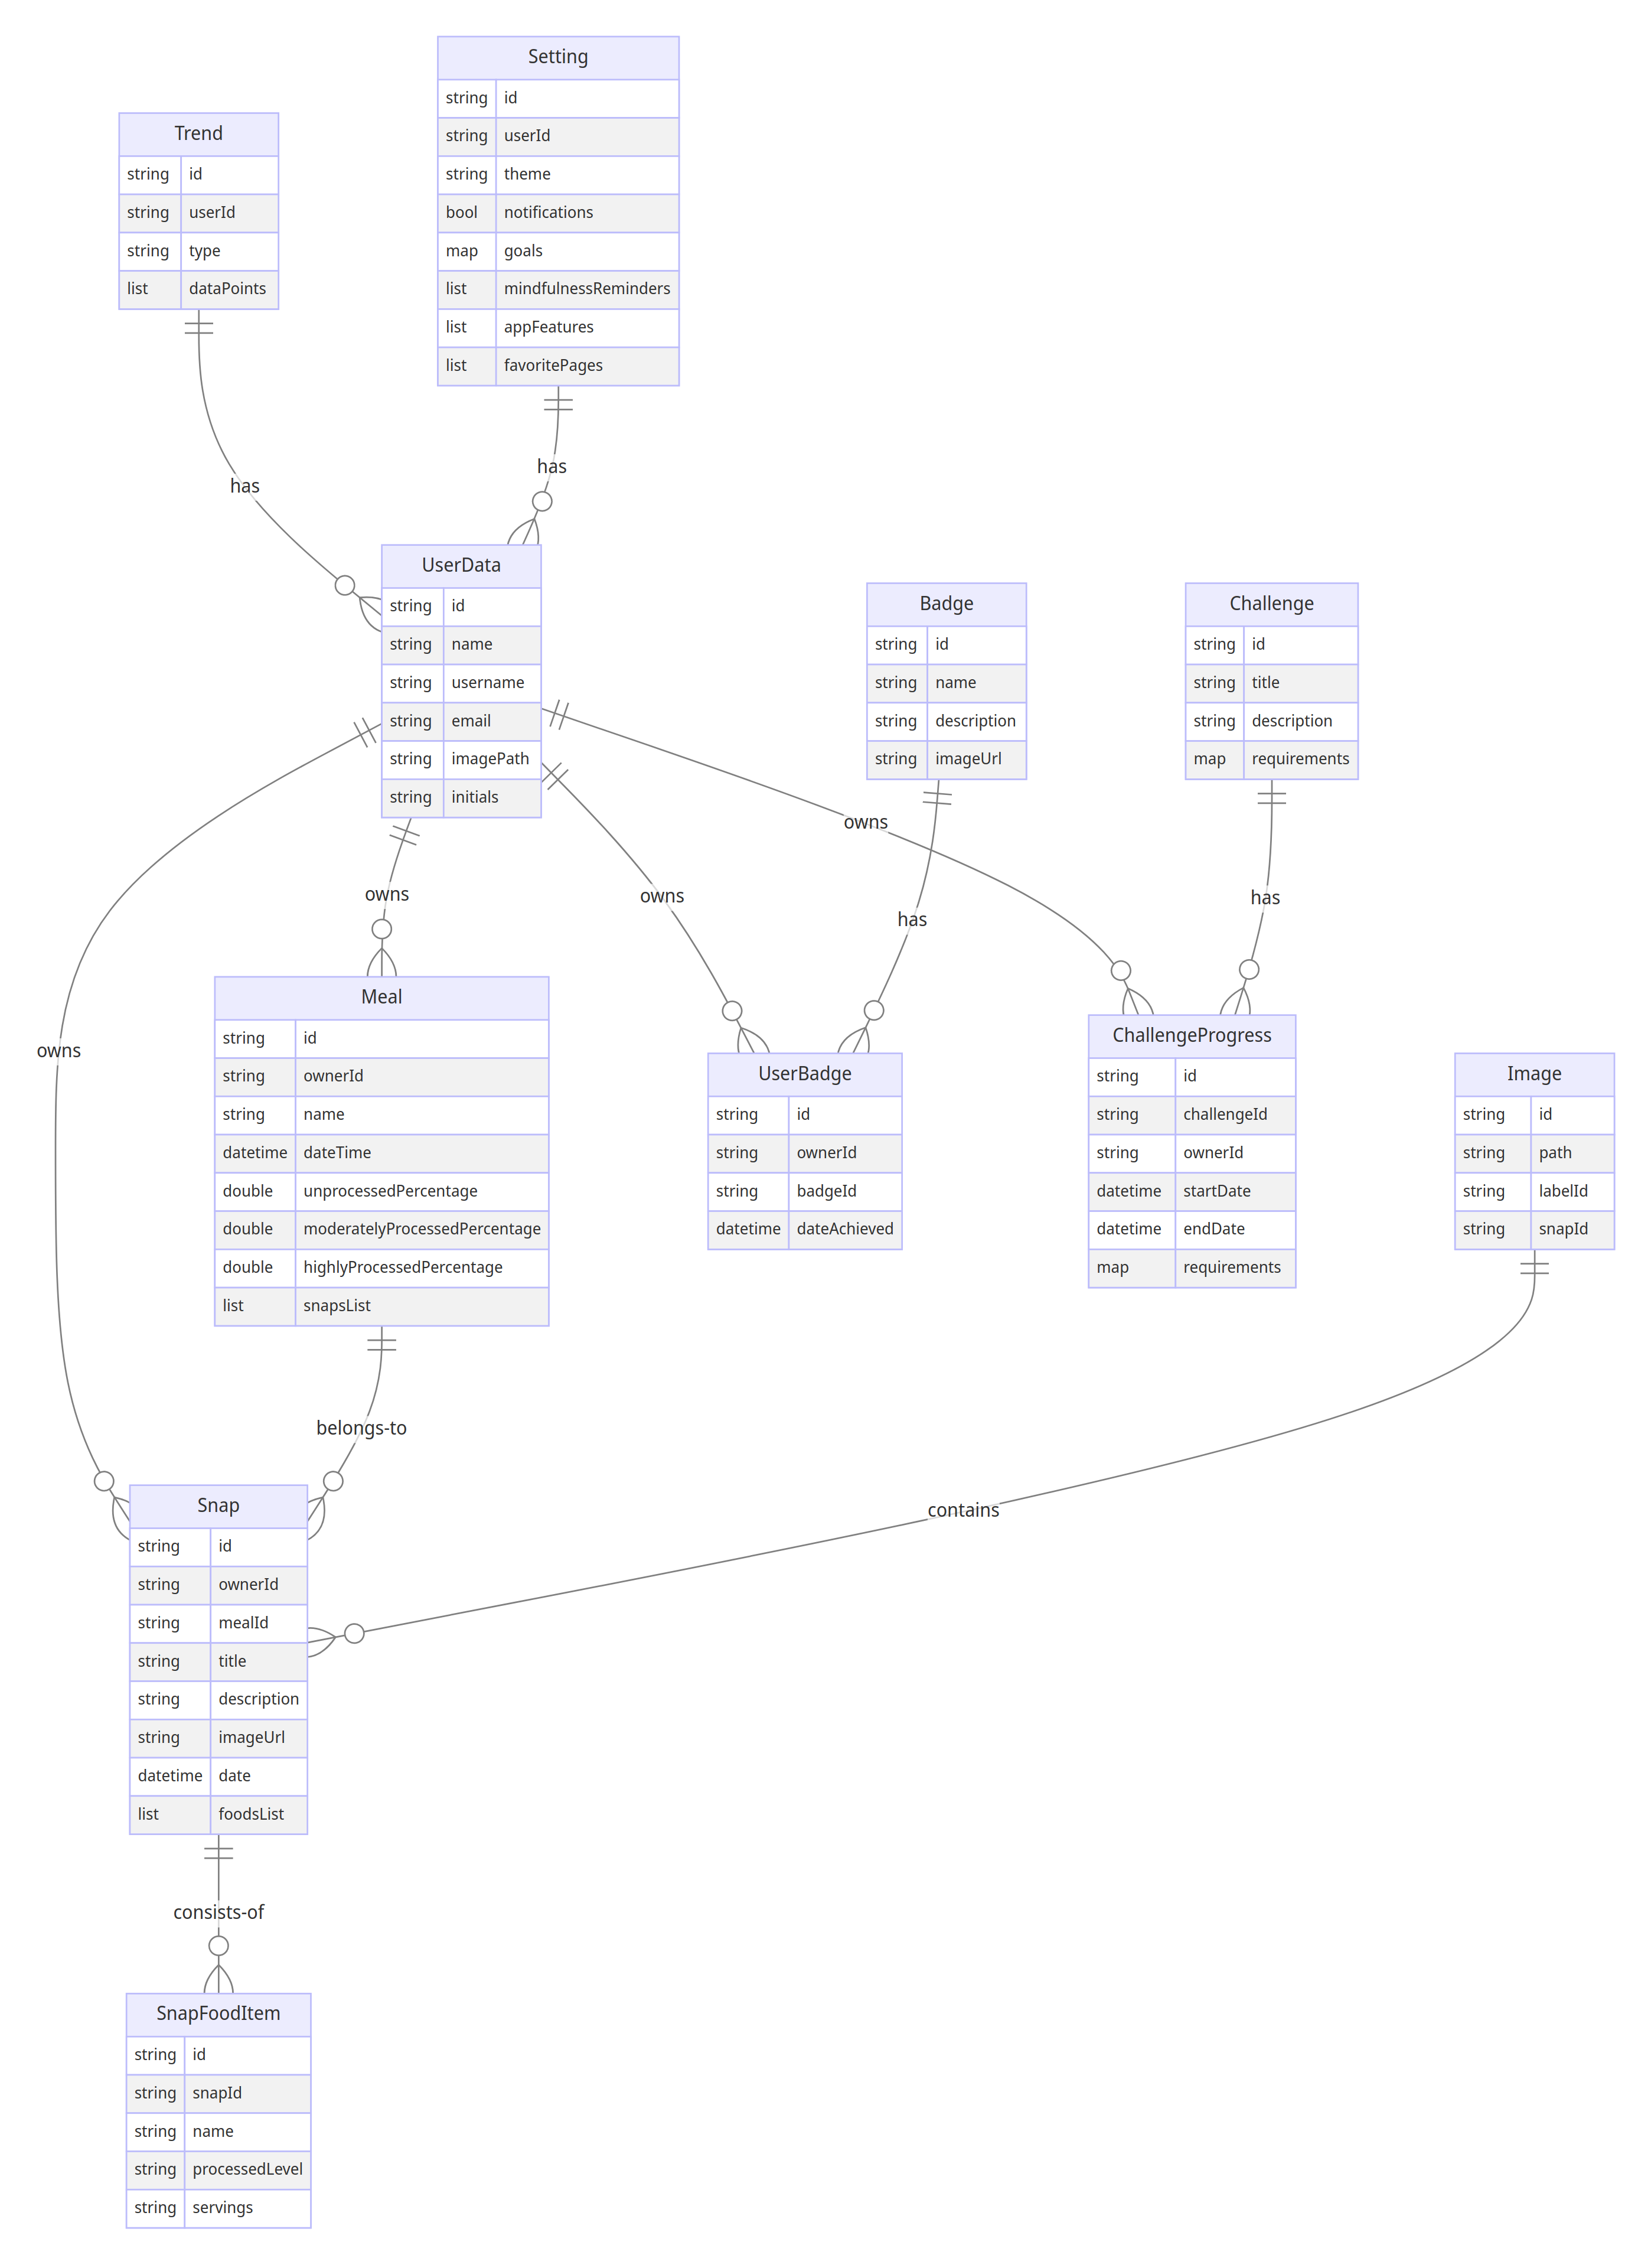 Setting
string id
string userId
string theme
bool notifications
map goals
list mindfulnessReminders
list appFeatures
list favoritePages
Trend
string id
string userId
string type
list dataPoints
has
has
UserData
string id
string name
string username
string email
string imagePath
string initials
Badge
string id
string name
string description
string imageUrl
Challenge
string id
string title
string description
map requirements
owns
owns
owns
has
has
owns
Meal
string id
string ownerId
string name
datetime dateTime
double unprocessedPercentage
double moderatelyProcessedPercentage
double highlyProcessedPercentage
list snapsList
UserBadge
string id
string ownerId
string badgeId
datetime dateAchieved
ChallengeProgress
string id
string challengeId
string ownerId
datetime startDate
datetime endDate
map requirements
Image
string id
string path
string labelId
string snapId
belongs-to
contains
Snap
string id
string ownerId
string mealId
string title
string description
string imageUrl
datetime date
list foodsList
consists-of
SnapFoodItem
string id
string snapId
string name
string processedLevel
string servings